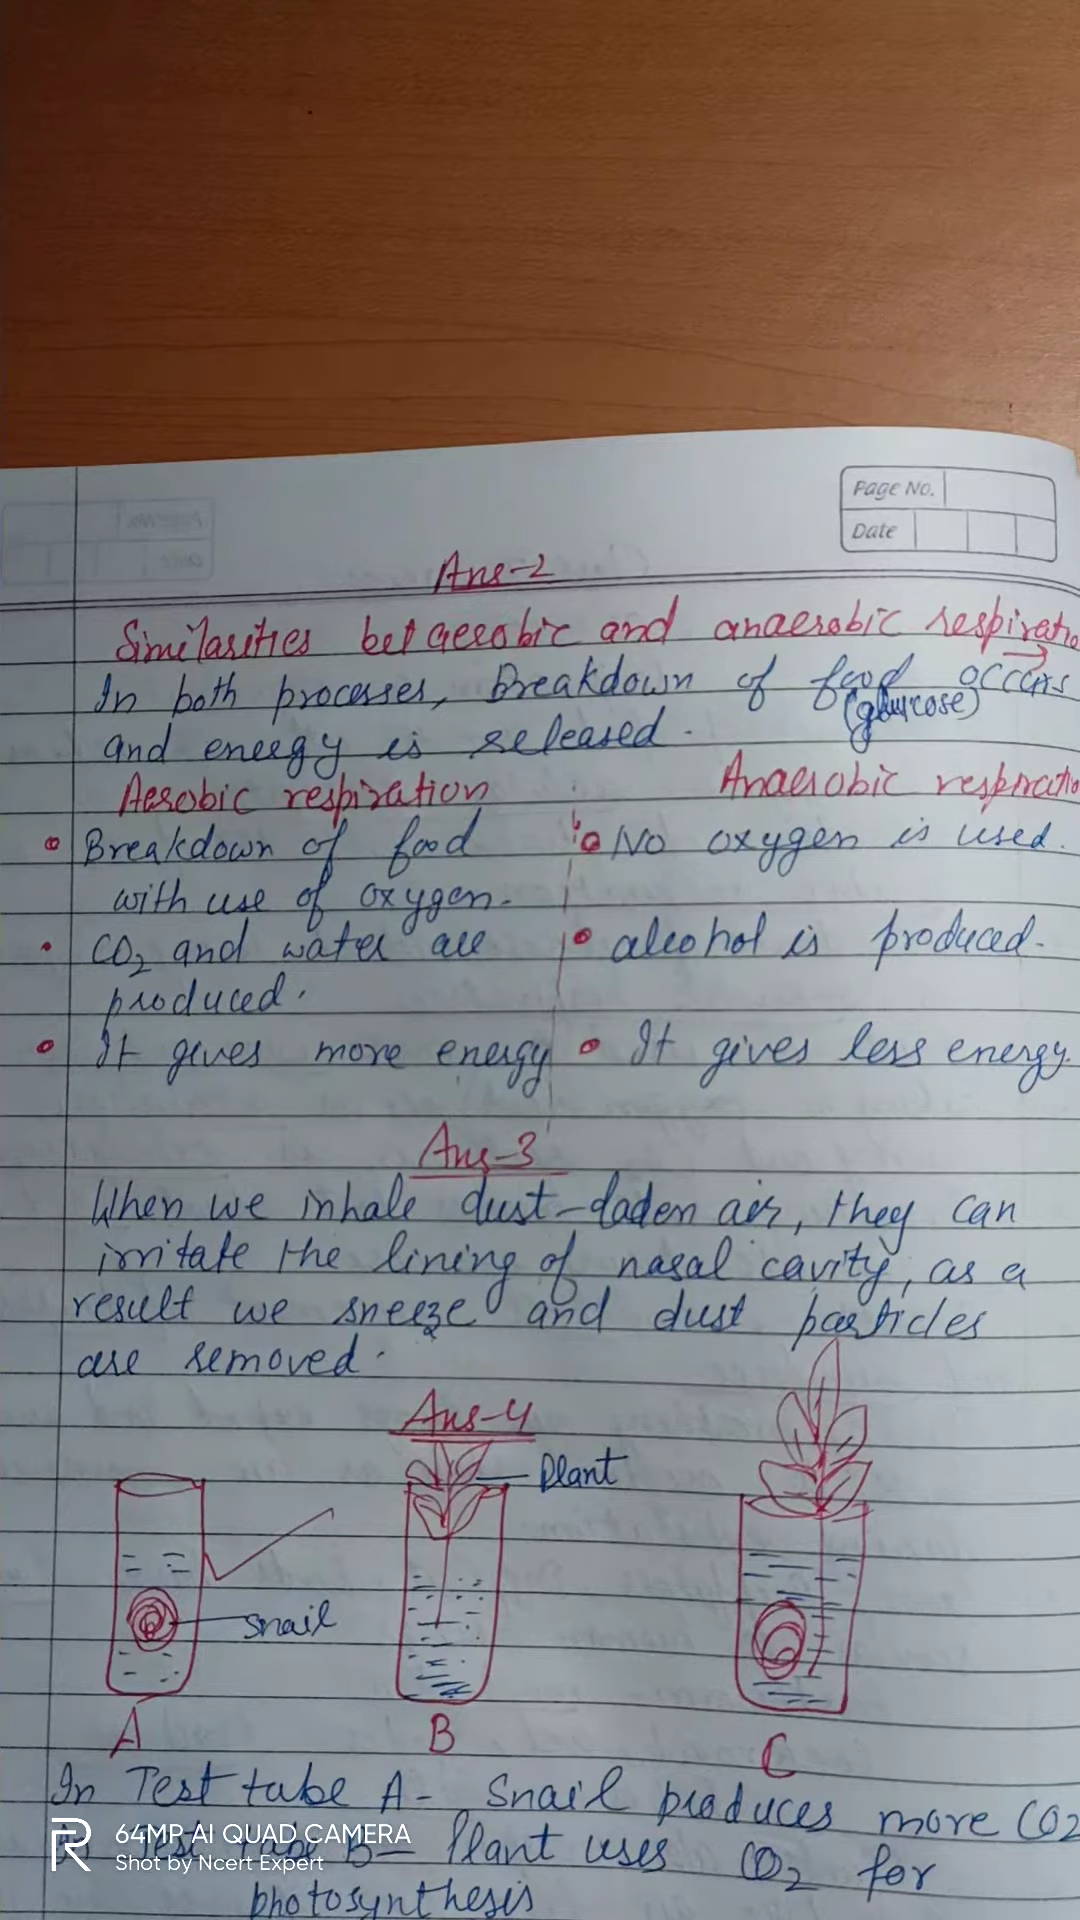 Page No.
Date
Ans-2
Similarities bet aerobic and anaerobic respiratio
In both processes, Breakdown of food occurs
(glucose)
and energy is released.
Aerobic respiration Anaerobic respiratio
Breakdown of food No oxygen is used.
with use of oxygen.
CO2 and water are alcohol is produced.
produced.
It gives more energy It gives less energy.
Ans-3
When we inhale dust-laden air, they can
irritate the lining of nasal cavity, as a
result we sneeze and dust particles
are removed.
Ans-4
Plant
Snail
A B C
In Test tube A- Snail produces more CO2
In Test tube B- Plant uses CO2 for
photosynthesis
64MP AI QUAD CAMERA
Shot by Ncert Expert